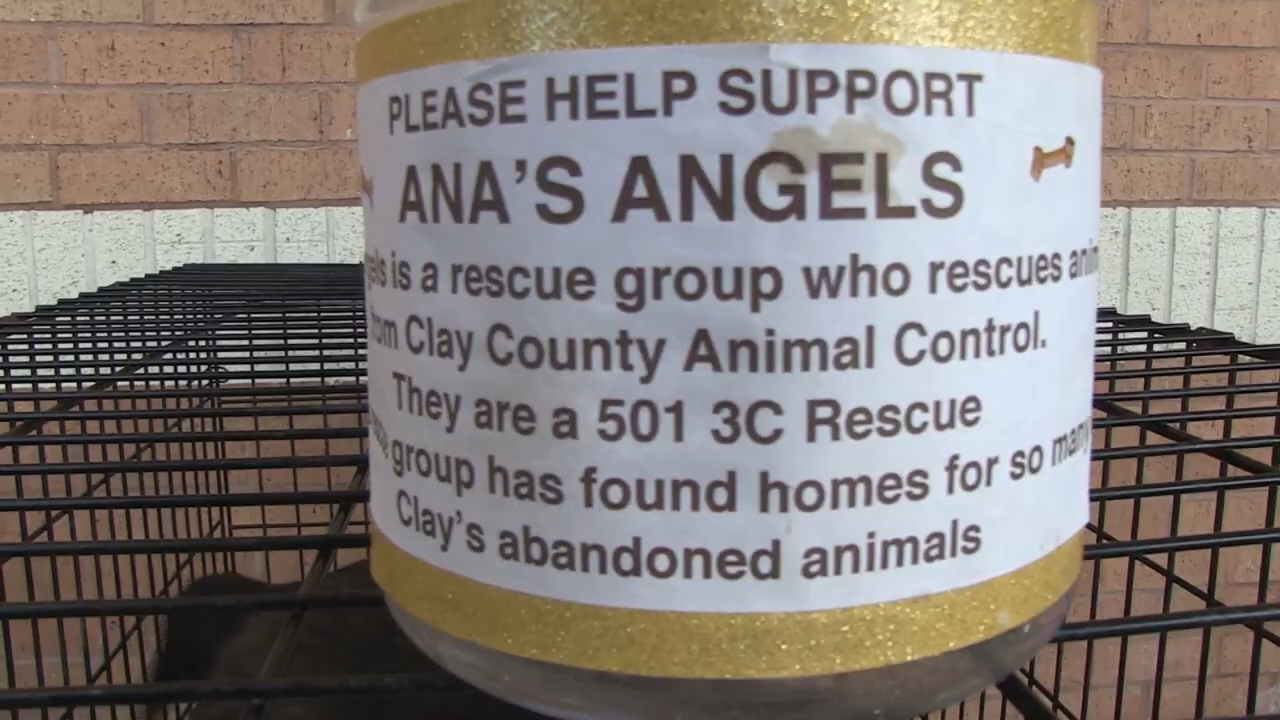 PLEASE HELP SUPPORT
ANA'S ANGELS
is a rescue group who rescues
Clay County Animal Control.
They are a 501 3C Rescue
group has found homes for so many
Clay's abandoned animals